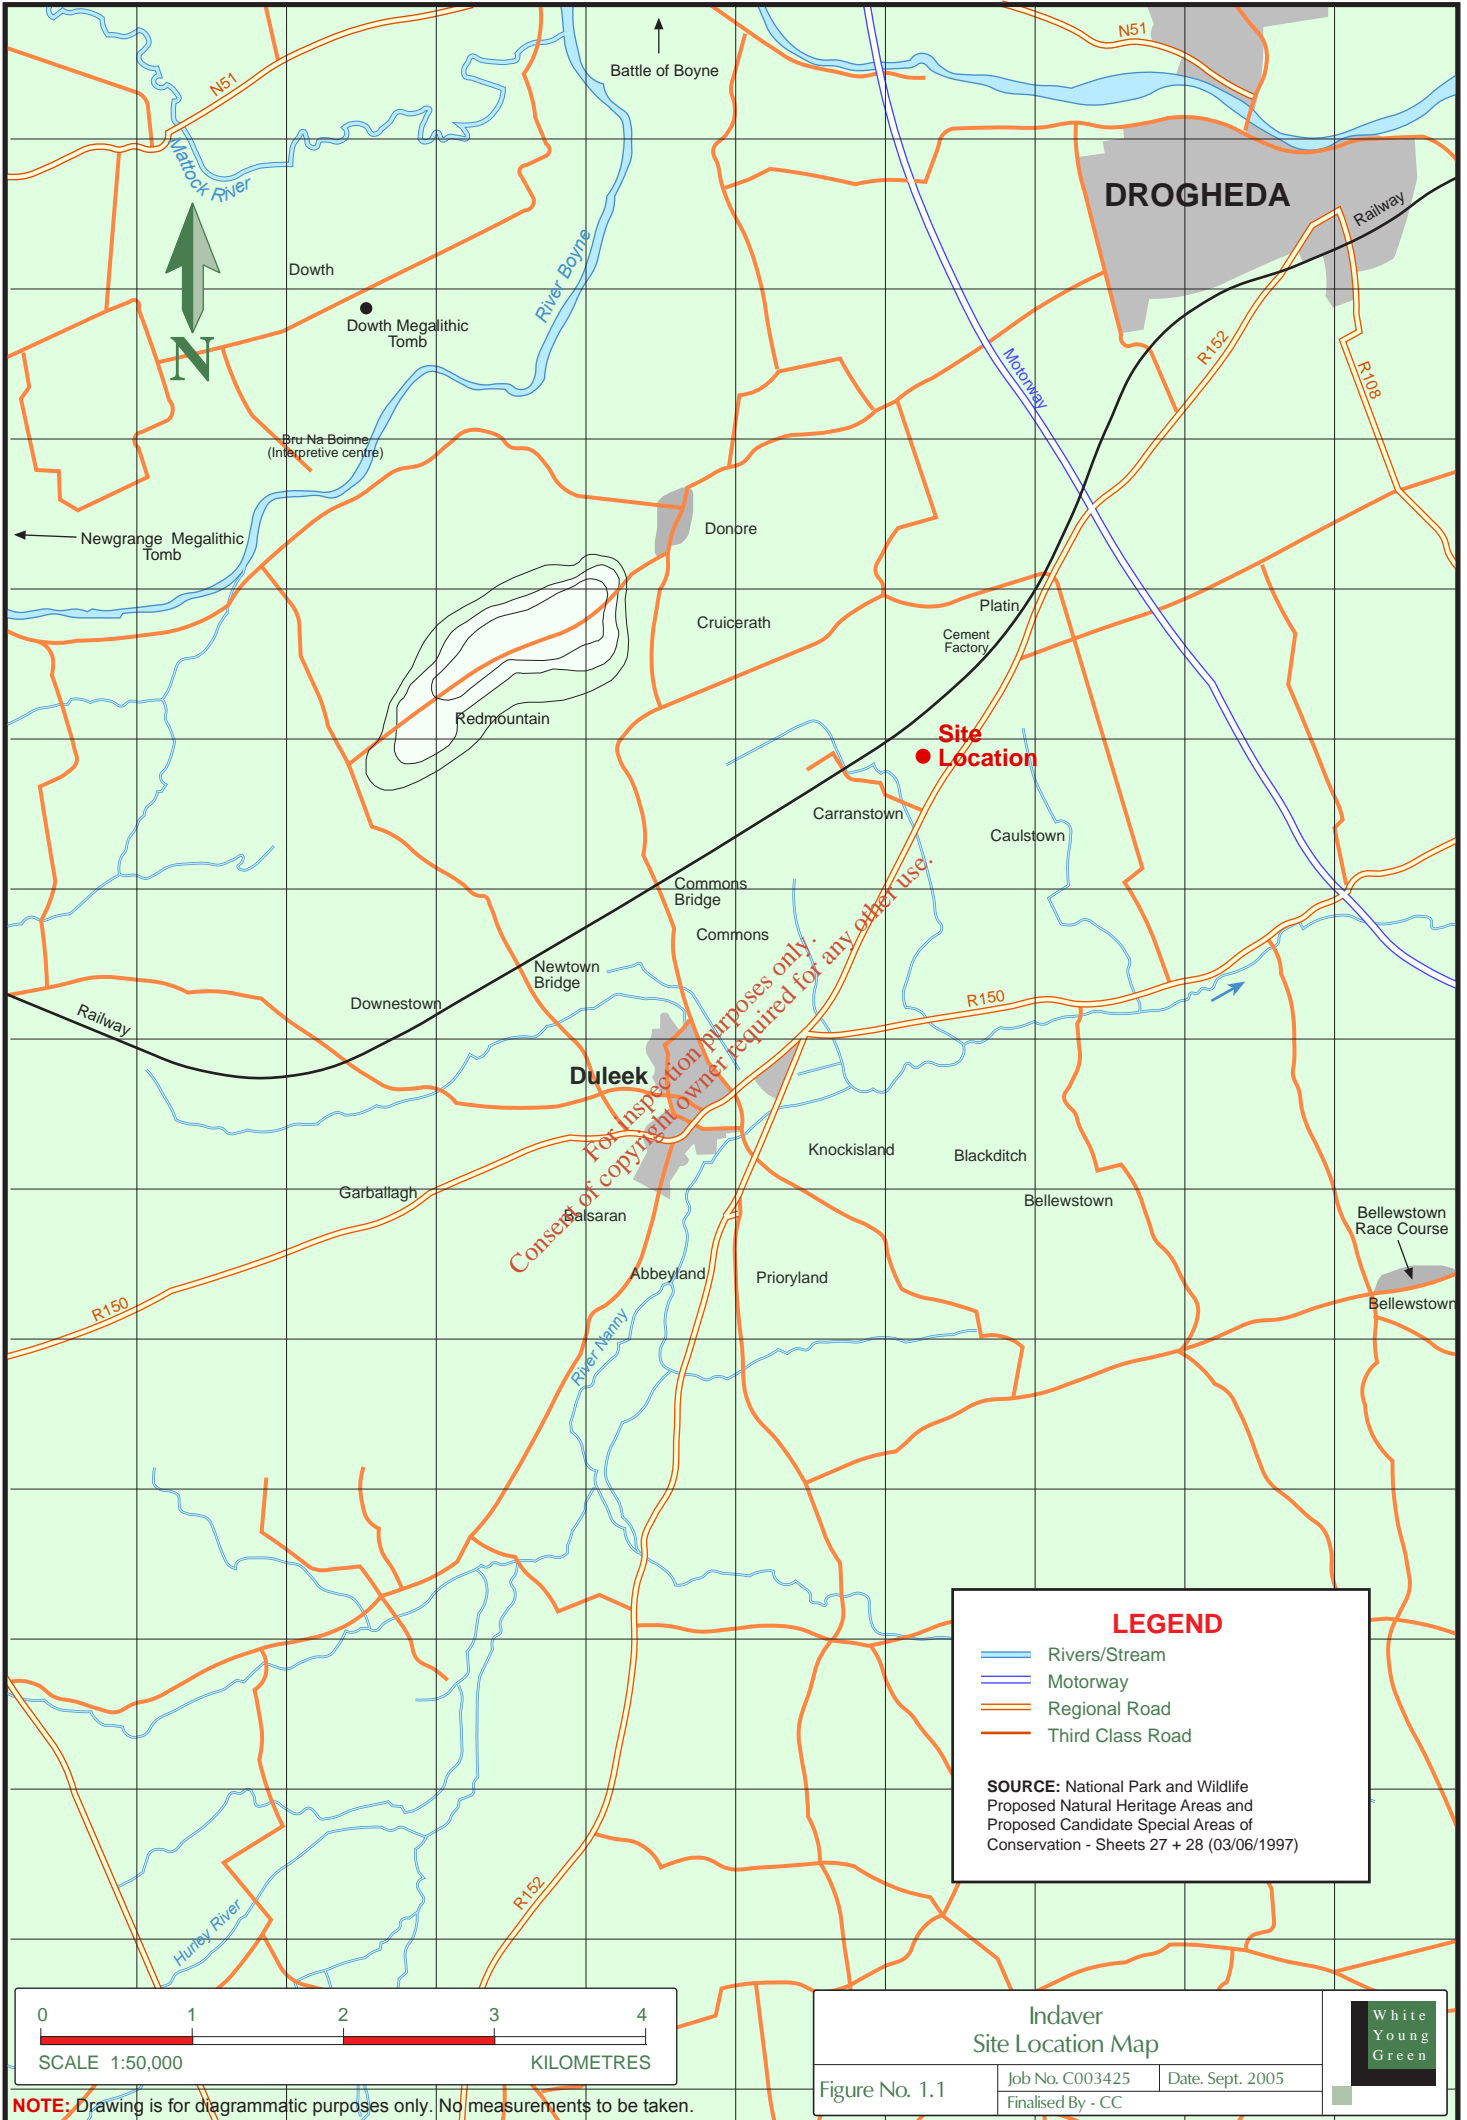 N51
Battle of Boyne
N51
Mattock River
DROGHEDA
Railway
River Boyne
Dowth
Dowth Megalithic
Tomb
N
Motorway
R152
R108
Bru Na Boinne
(Interpretive centre)
Newgrange Megalithic
Tomb
Donore
Platin
Cruicerath
Cement
Factory
Redmountain
Site
Location
Carranstown
Caulstown
Commons
Bridge
Commons
Newtown
Bridge
Downestown
Railway
R150
Duleek
For inspection purposes only.
Consent of copyright owner required for any other use.
Knockisland
Blackditch
Garballagh
Balsaran
Bellewstown
Bellewstown
Race Course
Abbeyland
Prioryland
R150
Bellewstown
River Nanny
LEGEND
Rivers/Stream
Motorway
Regional Road
Third Class Road
SOURCE: National Park and Wildlife
Proposed Natural Heritage Areas and
Proposed Candidate Special Areas of
Conservation - Sheets 27 + 28 (03/06/1997)
R152
Hurley River
0 1 2 3 4
SCALE 1:50,000 KILOMETRES
NOTE: Drawing is for diagrammatic purposes only. No measurements to be taken.
Indaver
Site Location Map
Figure No. 1.1
Job No. C003425
Date. Sept. 2005
Finalised By - CC
White
Young
Green